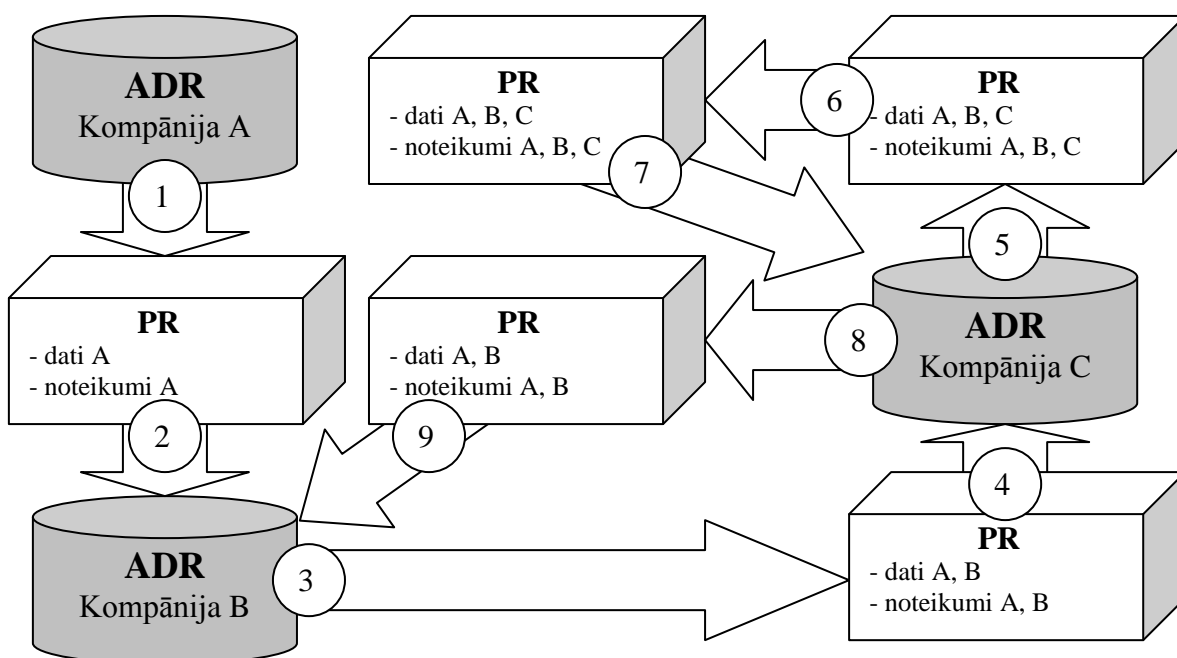 ADR
Kompānija A
PR
- dati A, B, C
- noteikumi A, B, C
6
PR
- dati A, B, C
- noteikumi A, B, C
1
7
5
PR
- dati A
- noteikumi A
PR
- dati A, B
- noteikumi A, B
8
ADR
Kompānija C
2
9
4
ADR
Kompānija B
3
PR
- dati A, B
- noteikumi A, B